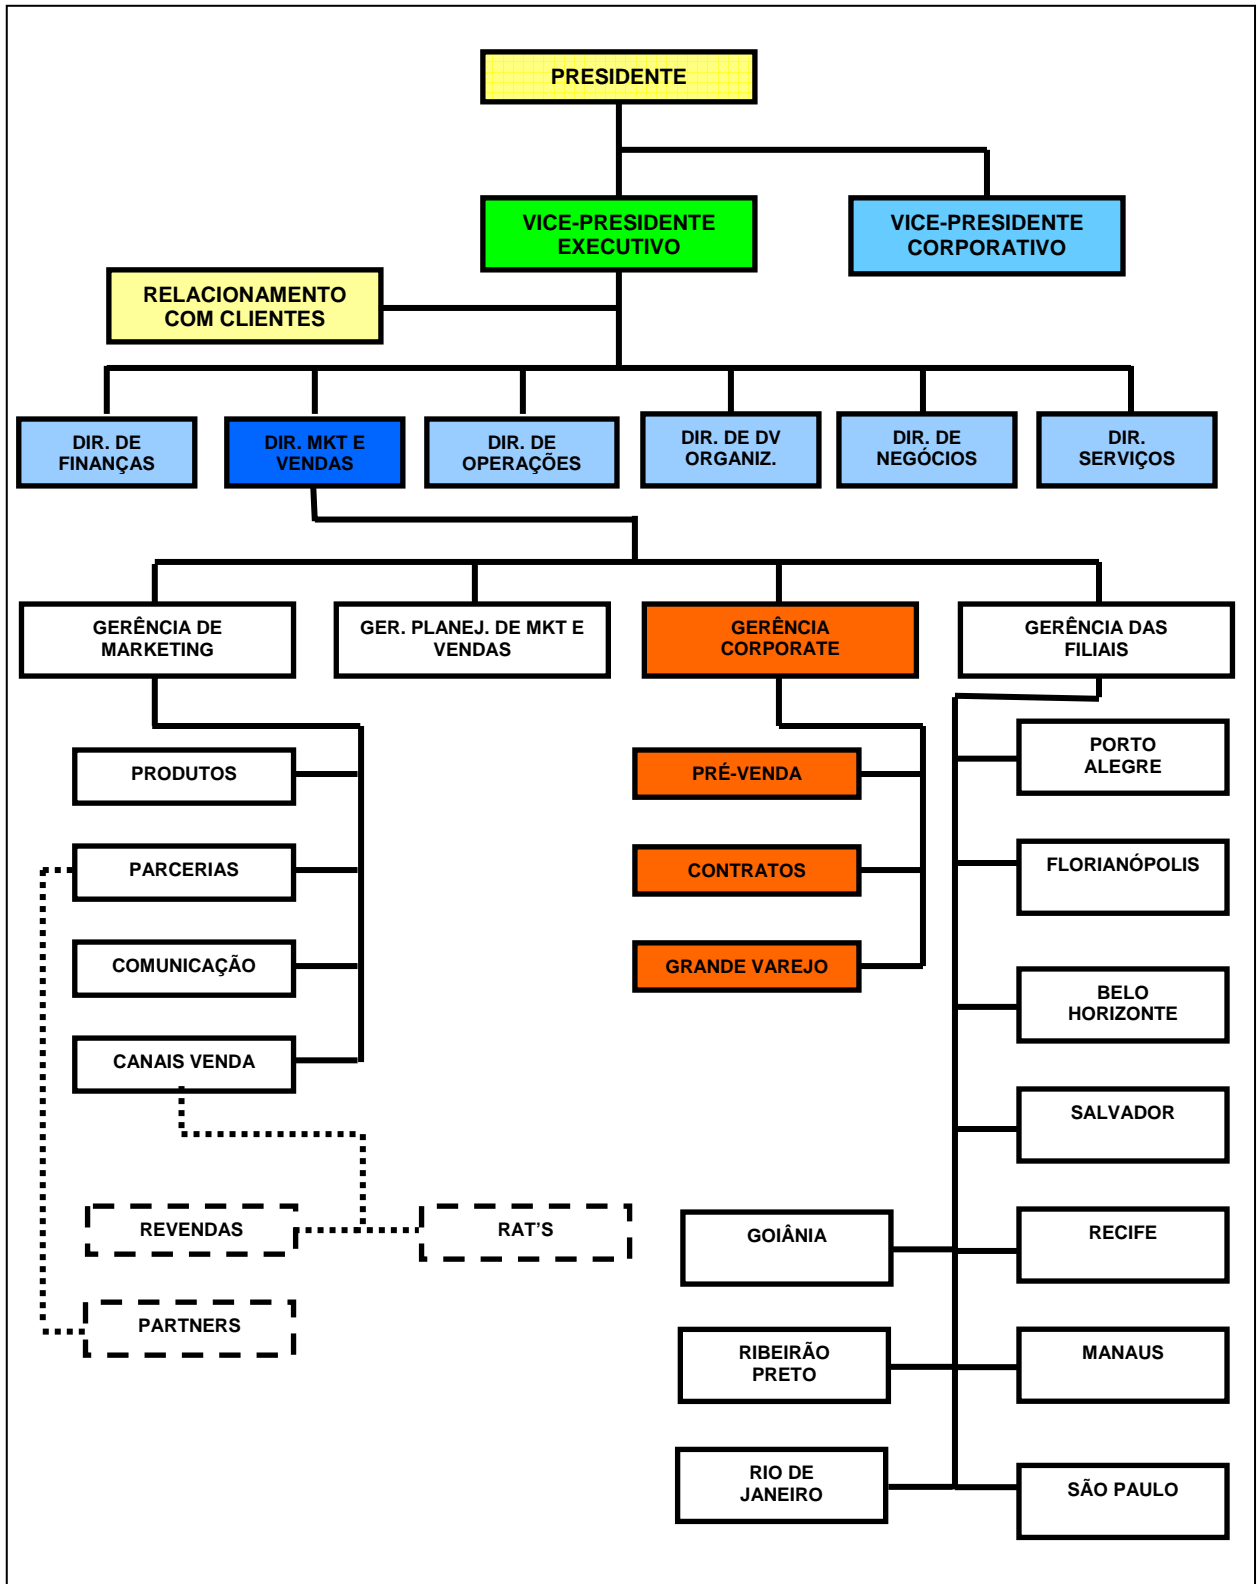 PRESIDENTE
VICE-PRESIDENTE
EXECUTIVO
VICE-PRESIDENTE
CORPORATIVO
RELACIONAMENTO
COM CLIENTES
DIR. DE
FINANÇAS
DIR. MKT E
VENDAS
DIR. DE
OPERAÇÕES
DIR. DE DV
ORGANIZ.
DIR. DE
NEGÓCIOS
DIR.
SERVIÇOS
GERÊNCIA DE
MARKETING
GER. PLANEJ. DE MKT E
VENDAS
GERÊNCIA
CORPORATE
GERÊNCIA DAS
FILIAIS
PRODUTOS
PARCERIAS
COMUNICAÇÃO
CANAIS VENDA
REVENDAS
RAT’S
PARTNERS
PRÉ-VENDA
CONTRATOS
GRANDE VAREJO
PORTO
ALEGRE
FLORIANÓPOLIS
BELO
HORIZONTE
SALVADOR
GOIÂNIA
RECIFE
RIBEIRÃO
PRETO
MANAUS
RIO DE
JANEIRO
SÃO PAULO